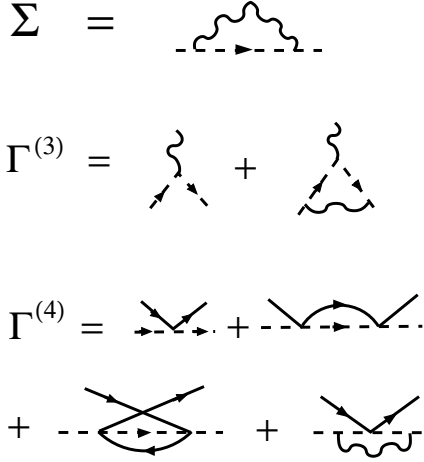 Σ =
Γ⁽³⁾ = +
Γ⁽⁴⁾ = +
+ +